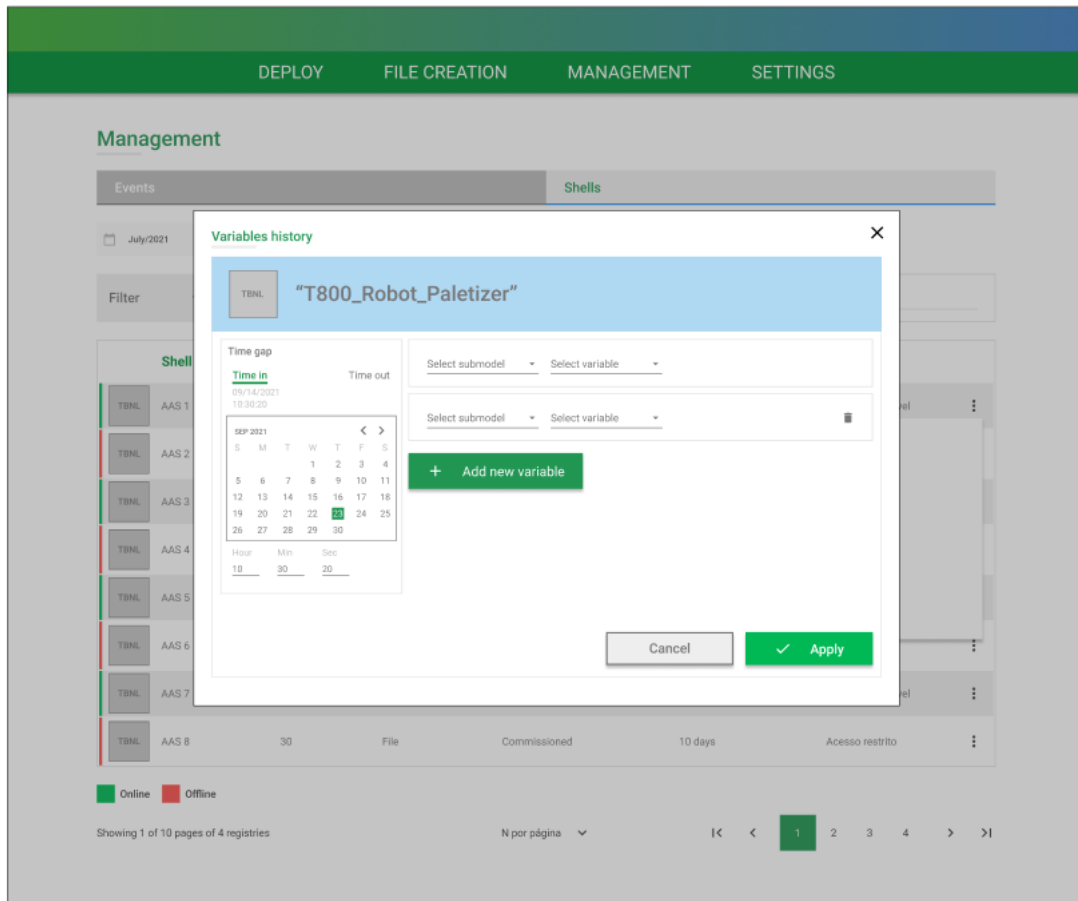 DEPLOY FILE CREATION MANAGEMENT SETTINGS
Management
Events Shells
July/2021
Variables history
Filter
TBNL "T800_Robot_Paletizer"
Time gap
Time in Time out
09/14/2021
10:30:20
Select submodel Select variable
Select submodel Select variable
Add new variable
SEP 2021
S M T W T F S
1 2 3 4
5 6 7 8 9 10 11
12 13 14 15 16 17 18
19 20 21 22 23 24 25
26 27 28 29 30
Hour Min Sec
10 30 20
Cancel Apply
Shell
TBNL AAS 1
TBNL AAS 2
TBNL AAS 3
TBNL AAS 4
TBNL AAS 5
TBNL AAS 6
TBNL AAS 7
TBNL AAS 8 30 File Commissioned 10 days Acesso restrito
Online Offline
Showing 1 of 10 pages of 4 registries N por página 1 2 3 4